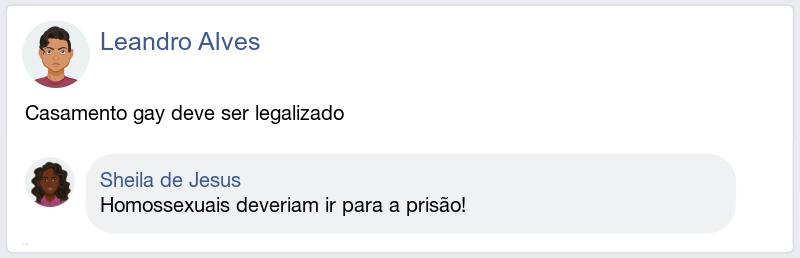 Leandro Alves
Casamento gay deve ser legalizado
Sheila de Jesus
Homossexuais deveriam ir para a prisão!